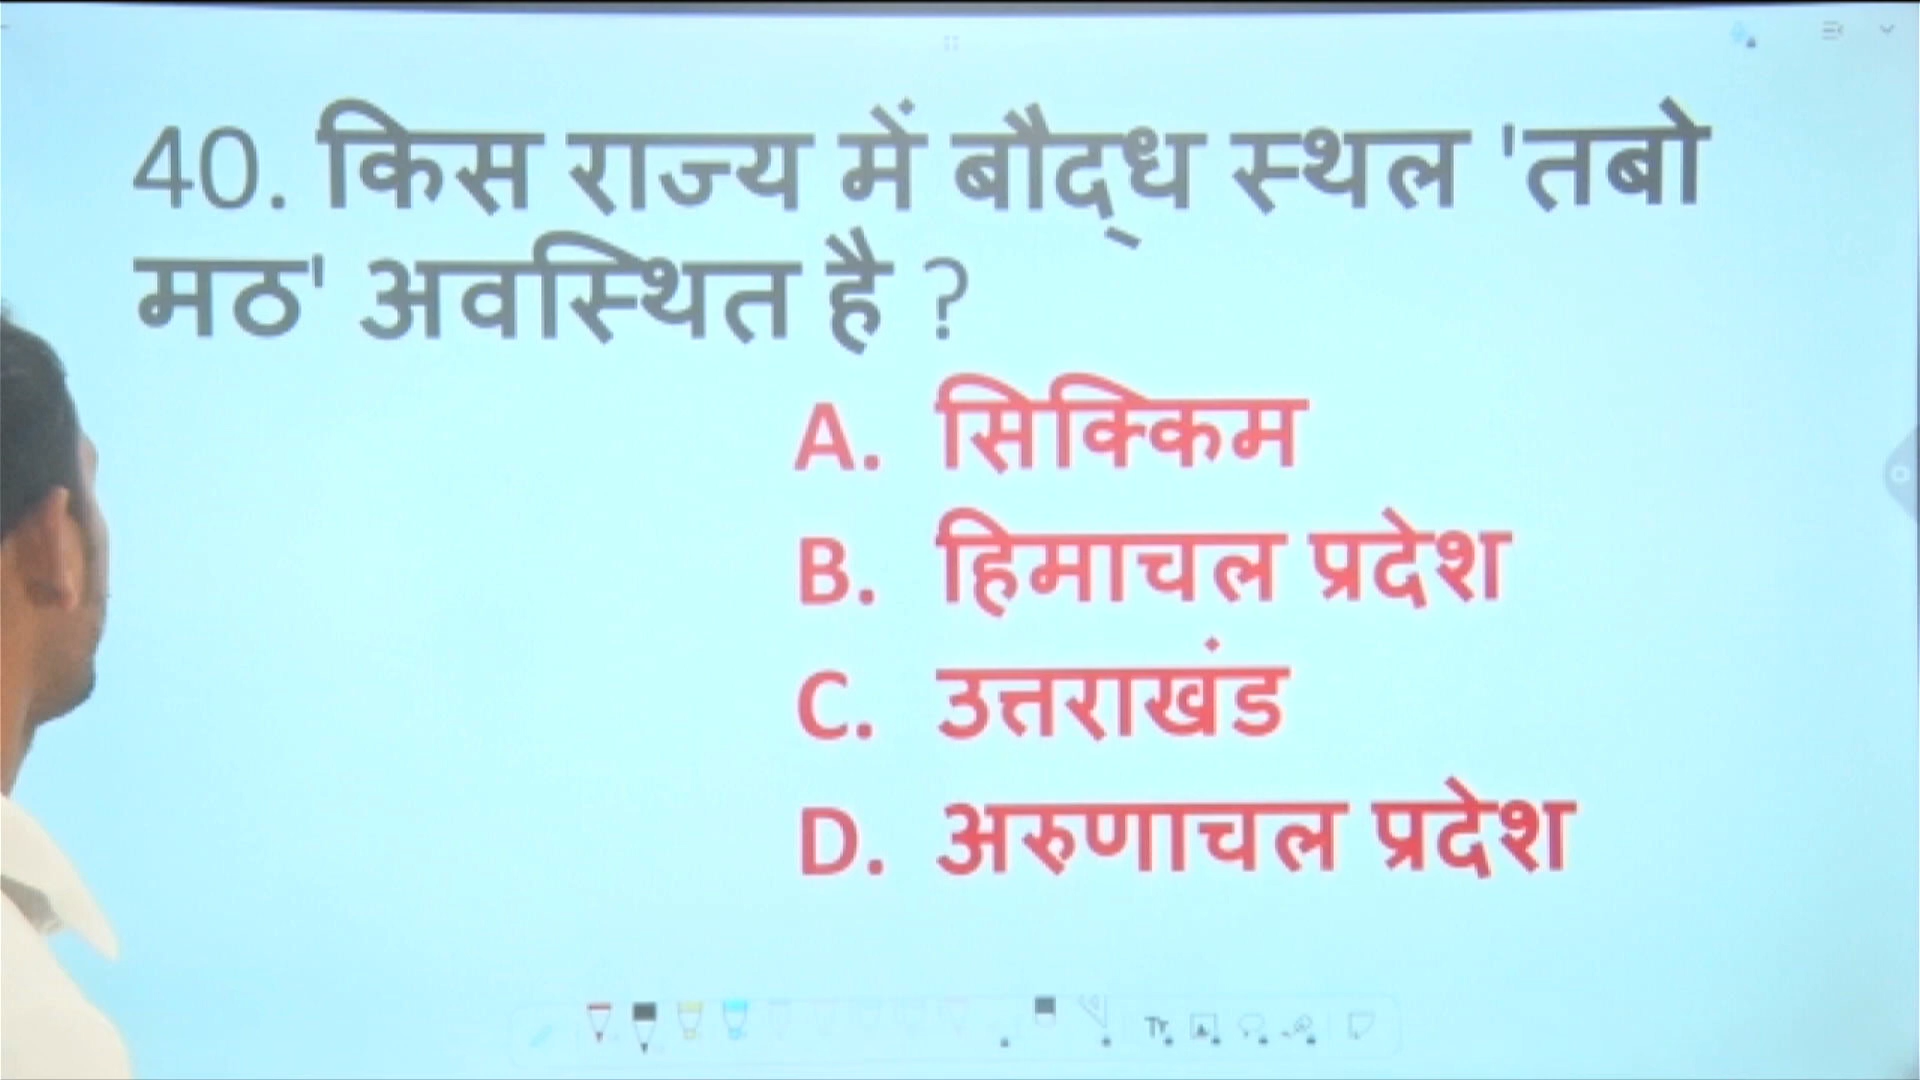 40. किस राज्य में बौद्ध स्थल 'तबो
मठ' अवस्थित है ?
A. सिक्किम
B. हिमाचल प्रदेश
C. उत्तराखंड
D. अरुणाचल प्रदेश